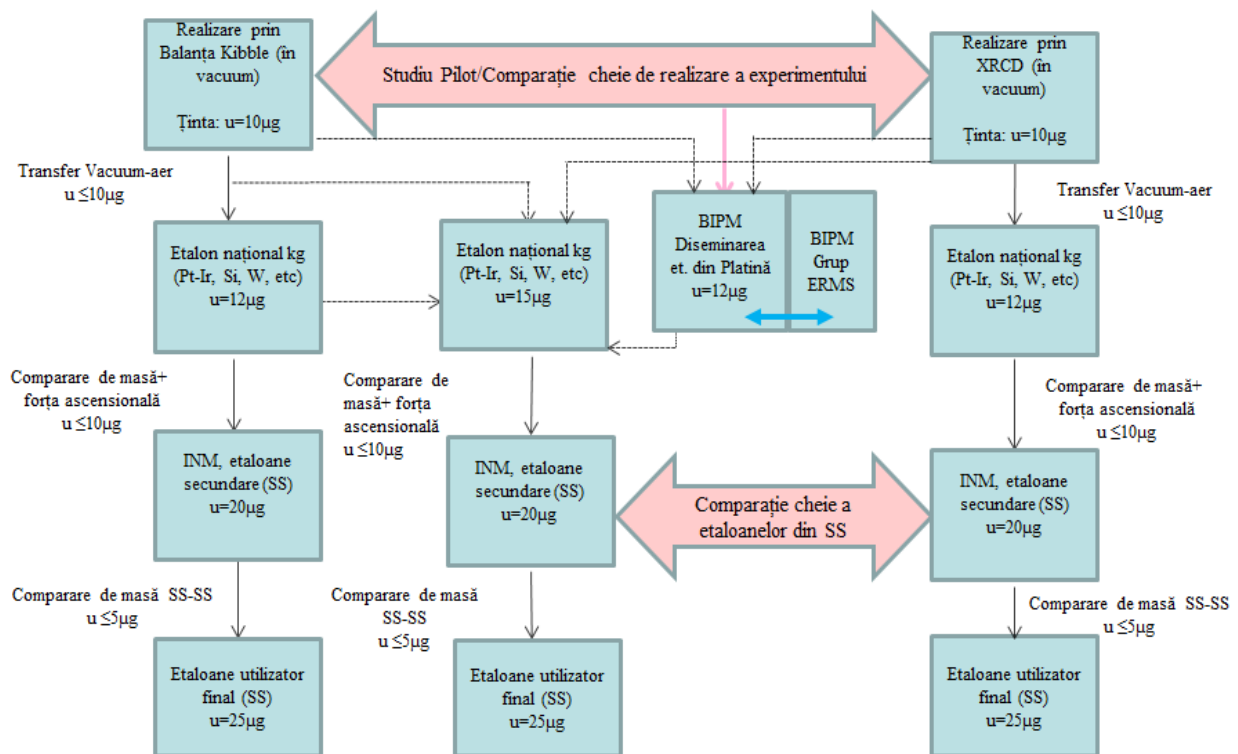 Realizare prin
Balanța Kibble (în
vacuum)
Ținta: u=10µg
Studiu Pilot/Comparație cheie de realizare a experimentului
Realizare prin
XRCD (în
vacuum)
Ținta: u=10µg
Transfer Vacuum-aer
u ≤10µg
Transfer Vacuum-aer
u ≤10µg
Etalon național kg
(Pt-Ir, Si, W, etc)
u=12µg
Etalon național kg
(Pt-Ir, Si, W, etc)
u=15µg
BIPM
Diseminarea
et. din Platină
u=12µg
BIPM
Grup
ERMS
Etalon național kg
(Pt-Ir, Si, W, etc)
u=12µg
Comparare de masă+
forța ascensională
u ≤10µg
Comparare de
masă+ forța
ascensională
u ≤10µg
Comparare de masă+
forța ascensională
u ≤10µg
INM, etaloane
secundare (SS)
u=20µg
INM, etaloane
secundare (SS)
u=20µg
Comparație cheie a
etaloanelor din SS
INM, etaloane
secundare (SS)
u=20µg
Comparare de masă SS-SS
u ≤5µg
Comparare de masă
SS-SS
u ≤5µg
Comparare de masă SS-SS
u ≤5µg
Etaloane utilizator
final (SS)
u=25µg
Etaloane utilizator
final (SS)
u=25µg
Etaloane utilizator
final (SS)
u=25µg